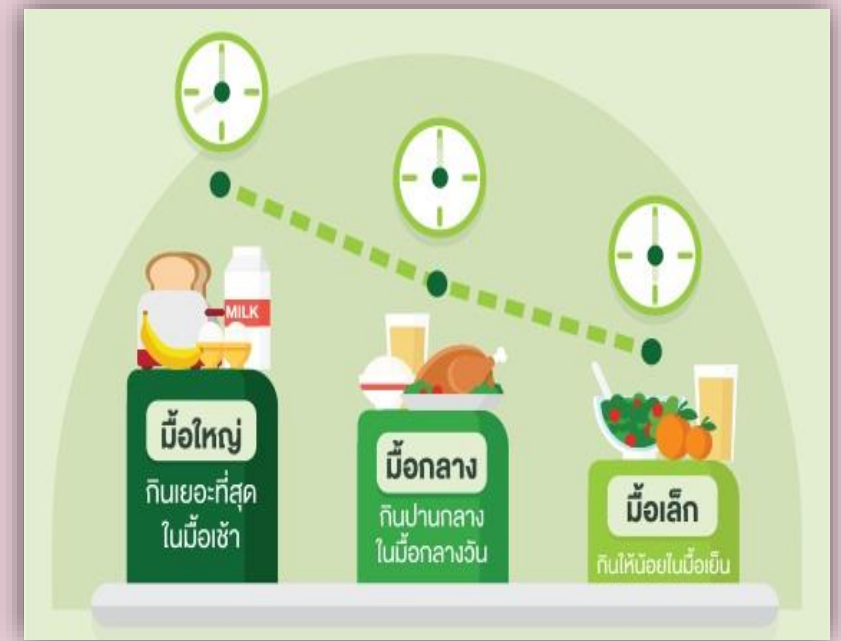 MILK
มื้อใหญ่
กินเยอะที่สุด
ในมื้อเช้า
มื้อกลาง
กินปานกลาง
ในมื้อกลางวัน
มื้อเล็ก
กินให้น้อยในมื้อเย็น